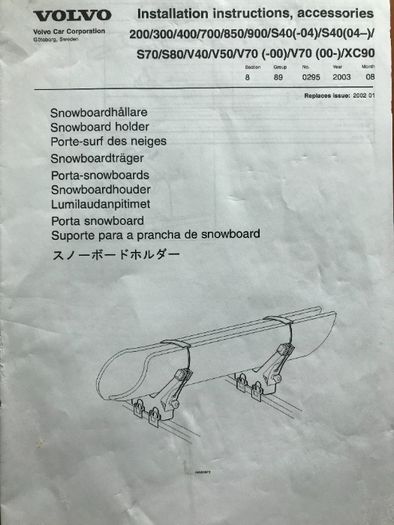 VOLVO
Volvo Car Corporation
Göteborg, Sweden
Installation instructions, accessories
200/300/400/700/850/900/S40(-04)/S40(04–)/
S70/S80/V40/V50/V70 (-00)/V70 (00-)/XC90
Section Group No. Year Month
8 89 0295 2003 08
Replaces issue: 2002 01
Snowboardhållare
Snowboard holder
Porte-surf des neiges
Snowboardträger
Porta-snowboards
Snowboardhouder
Lumilaudanpitimet
Porta snowboard
Suporte para a prancha de snowboard
スノーボードホルダー